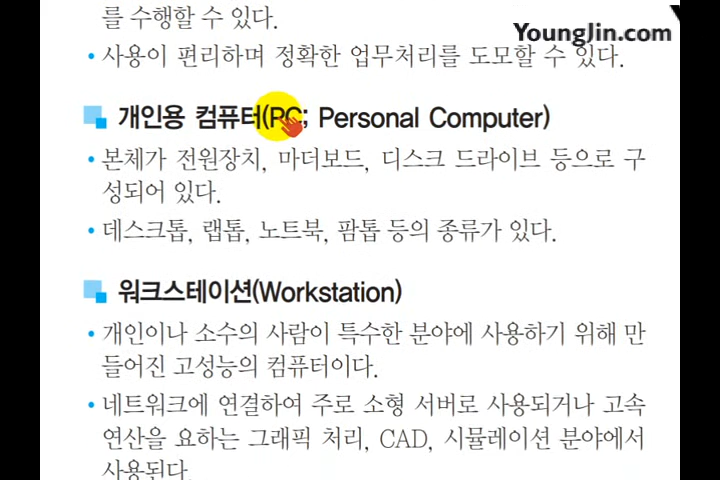 를 수행할 수 있다.
YoungJin.com
• 사용이 편리하며 정확한 업무처리를 도모할 수 있다.
개인용 컴퓨터(PC; Personal Computer)
• 본체가 전원장치, 마더보드, 디스크 드라이브 등으로 구
성되어 있다.
• 데스크톱, 랩톱, 노트북, 팜톱 등의 종류가 있다.
워크스테이션(Workstation)
• 개인이나 소수의 사람이 특수한 분야에 사용하기 위해 만
들어진 고성능의 컴퓨터이다.
• 네트워크에 연결하여 주로 소형 서버로 사용되거나 고속
연산을 요하는 그래픽 처리, CAD, 시뮬레이션 분야에서
사용된다.